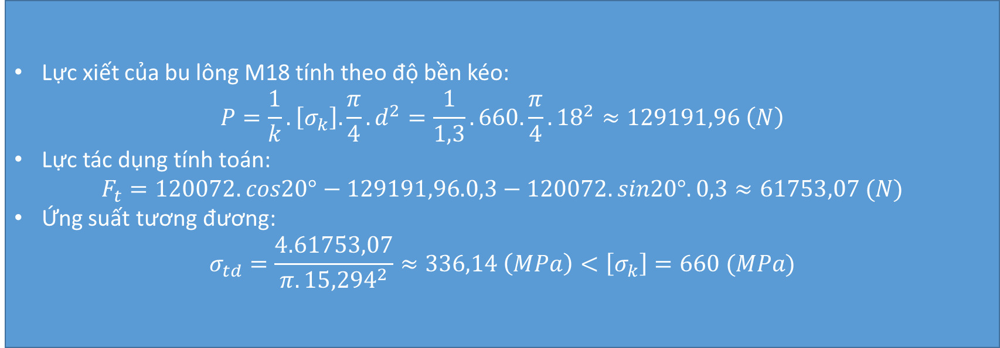 • Lực xiết của bu lông M18 tính theo độ bền kéo:
$P = \frac{1}{k}.[\sigma_k].\frac{\pi}{4}.d^2 = \frac{1}{1,3}.660.\frac{\pi}{4}.18^2 \approx 129191,96\ (N)$
• Lực tác dụng tính toán:
$F_t = 120072.cos20° - 129191,96.0,3 - 120072.sin20°.0,3 \approx 61753,07\ (N)$
• Ứng suất tương đương:
$\sigma_{td} = \frac{4.61753,07}{\pi.15,294^2} \approx 336,14\ (MPa) < [\sigma_k] = 660\ (MPa)$